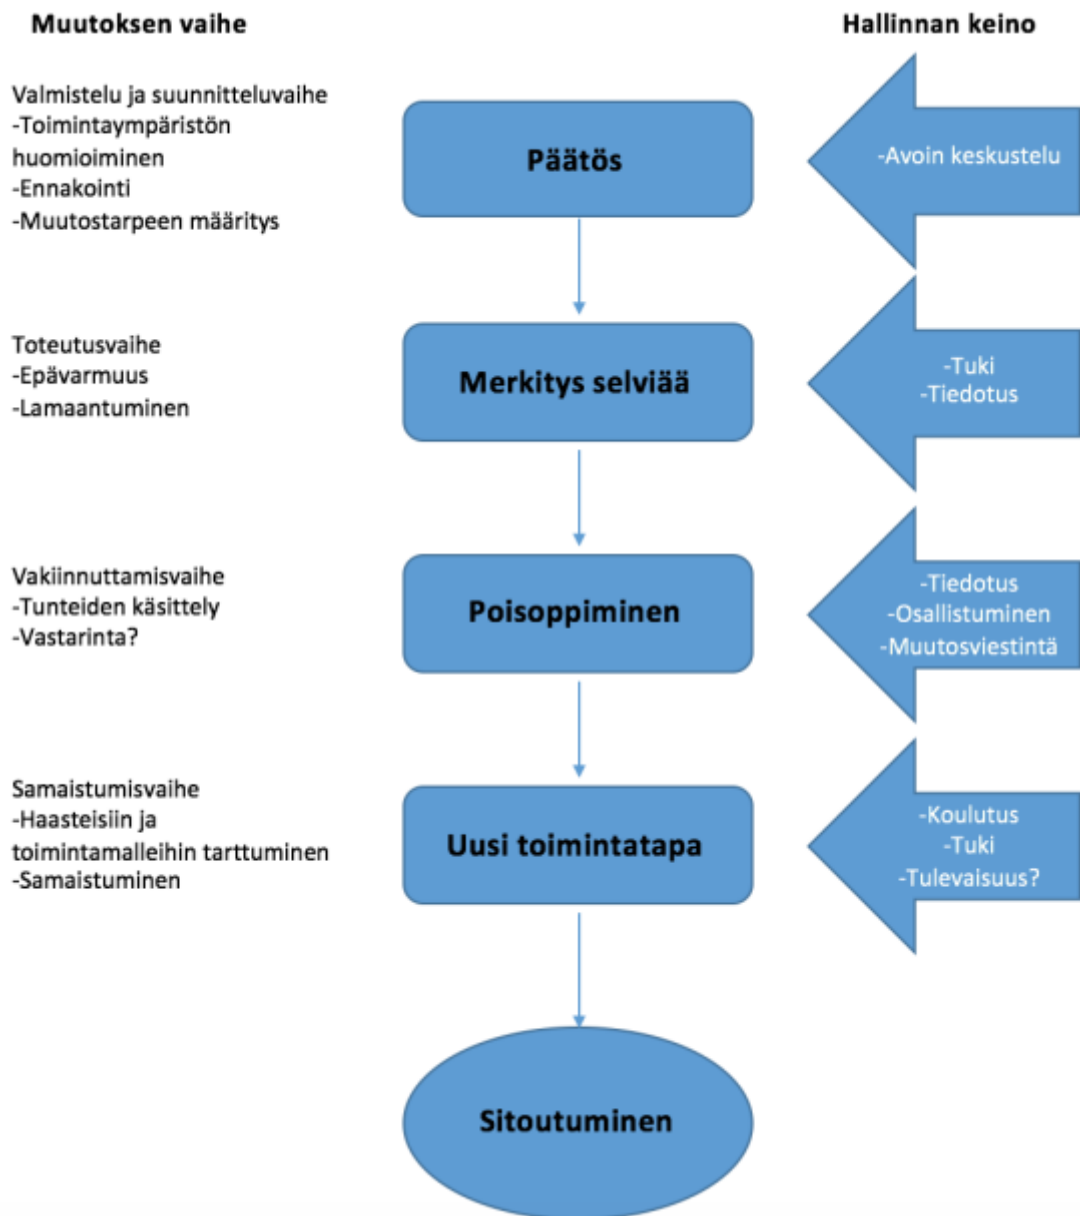 Muutoksen vaihe
Hallinnan keino
Valmistelu ja suunnitteluvaihe
-Toimintaympäristön
huomioiminen
-Ennakointi
-Muutostarpeen määritys
Päätös
-Avoin keskustelu
Toteutusvaihe
-Epävarmuus
-Lamaantuminen
Merkitys selviää
-Tuki
-Tiedotus
Vakiinnuttamisvaihe
-Tunteiden käsittely
-Vastarinta?
Poisoppiminen
-Tiedotus
-Osallistuminen
-Muutosviestintä
Samaistumisvaihe
-Haasteisiin ja
toimintamalleihin tarttuminen
-Samaistuminen
Uusi toimintatapa
-Koulutus
-Tuki
-Tulevaisuus?
Sitoutuminen